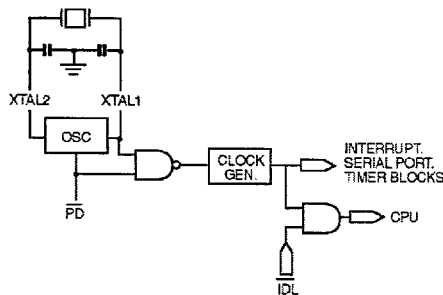 XTAL2
XTAL1
OSC
INTERRUPT.
SERIAL PORT.
TIMER BLOCKS
CLOCK
GEN.
CPU
PD
IDL